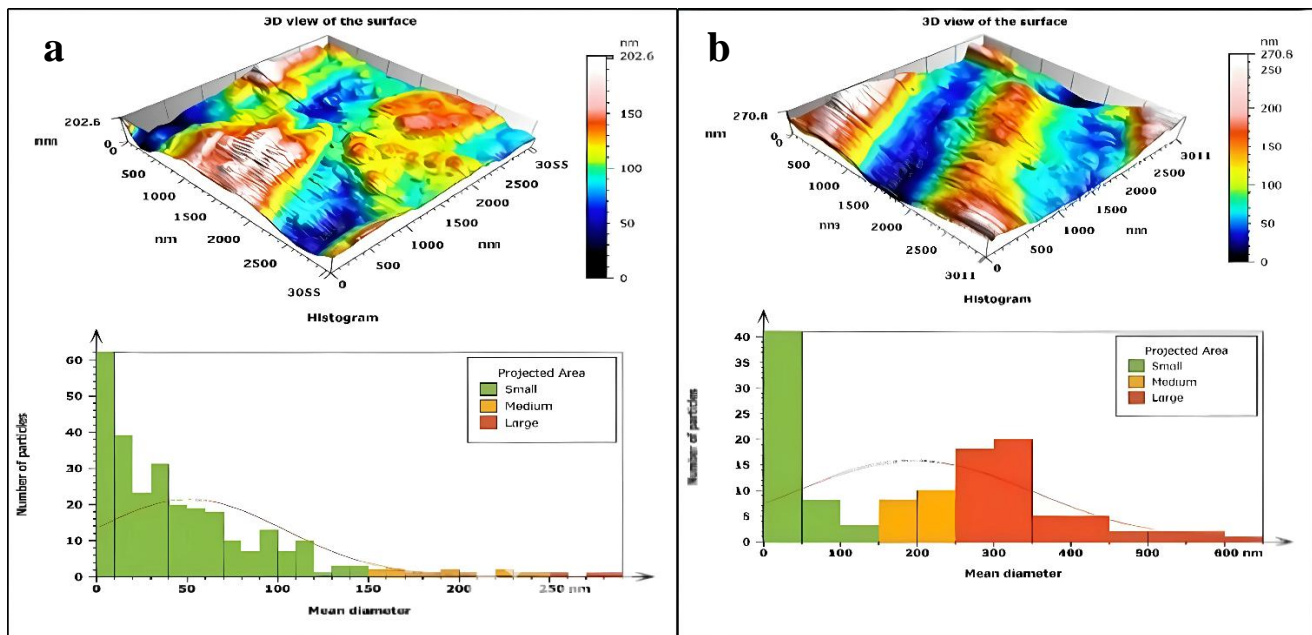 a
3D view of the surface
nm
202.6
202.6
nm
0
0
500
1000
1500
2000
2500
30SS
nm
0
500
1000
1500
2000
2500
30SS
nm
150
100
50
0
Histogram
Number of particles
60
50
40
30
20
10
0
Projected Area
Small
Medium
Large
0
50
100
150
200
250 nm
Mean diameter
b
3D view of the surface
nm
270.8
250
200
150
100
50
0
270.8
nm
0
0
500
1000
1500
2000
2500
3011
nm
0
500
1000
1500
2000
2500
3011
nm
Histogram
Number of particles
40
35
30
25
20
15
10
5
0
Projected Area
Small
Medium
Large
0
100
200
300
400
500
600 nm
Mean diameter